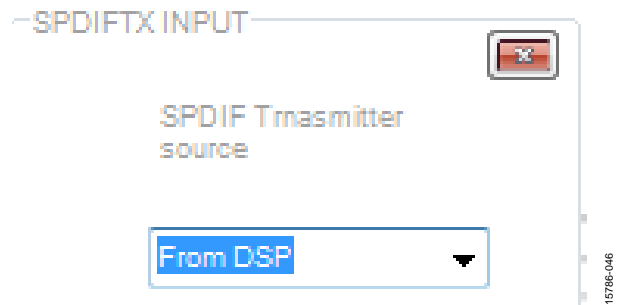 SPDIFTX INPUT
SPDIF Trnasmitter
source
From DSP
15786-046